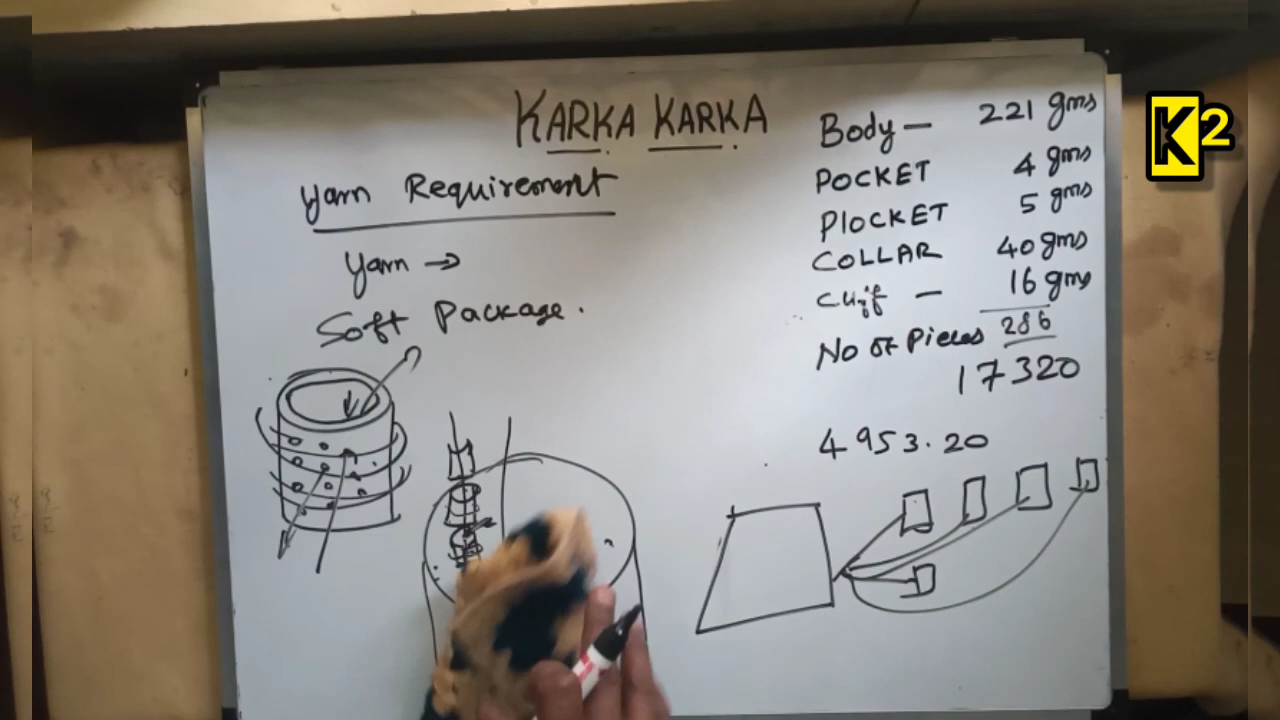 KARKA KARKA
Yarn Requirement
Yarn →
Soft Package.
Body — 221 gms
POCKET 4 gms
PLOCKET 5 gms
COLLAR 40 gms
Cuff — 16 gms
286
No of Pieces
17320
4953.20
K2